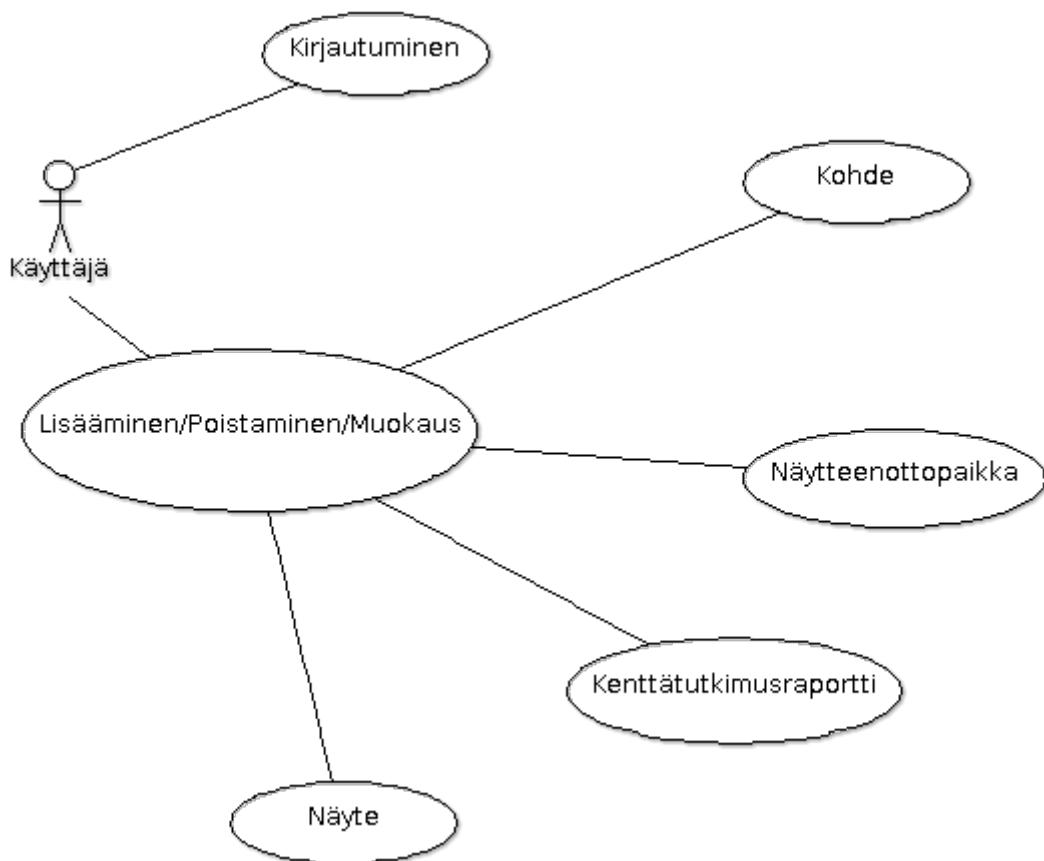 Kirjautuminen
Kohde
Käyttäjä
Lisääminen/Poistaminen/Muokaus
Näytteenottopaikka
Kenttätutkimusraportti
Näyte